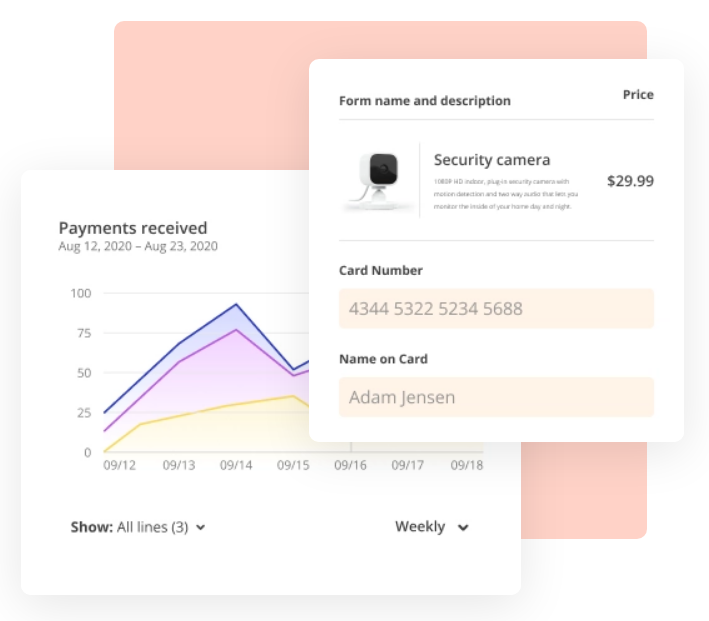 Form name and description
Price
Security camera
1080P HD indoor, plug-in security camera with
motion detection and two way audio that lets you
monitor the inside of your home day and night.
$29.99
Card Number
4344 5322 5234 5688
Name on Card
Adam Jensen
Payments received
Aug 12, 2020 – Aug 23, 2020
100
75
50
25
0
09/12 09/13 09/14 09/15 09/16 09/17 09/18
Show: All lines (3)
Weekly